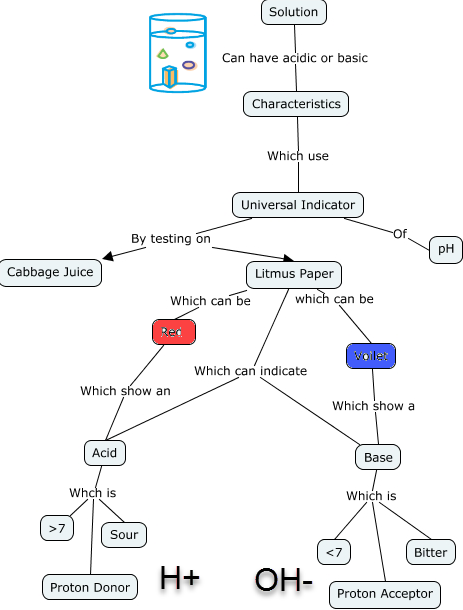 Solution
Can have acidic or basic
Characteristics
Which use
Universal Indicator
By testing on
Of
pH
Cabbage Juice
Litmus Paper
Which can be
which can be
Red
Voilet
Which can indicate
Which show an
Which show a
Acid
Base
Whch is
Which is
>7
Sour
<7
Bitter
Proton Donor
H+
OH-
Proton Acceptor